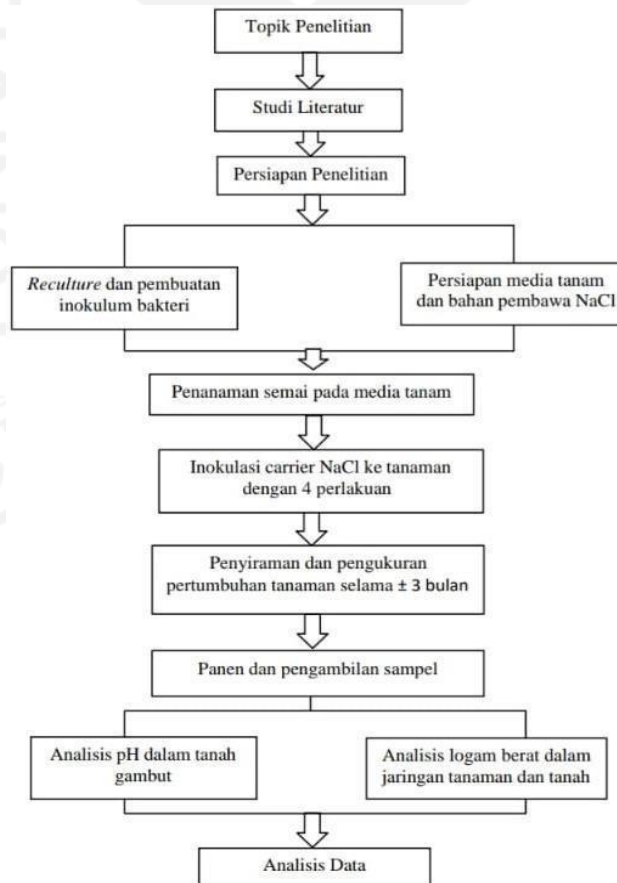 Topik Penelitian
Studi Literatur
Persiapan Penelitian
Reculture dan pembuatan
inokulum bakteri
Persiapan media tanam
dan bahan pembawa NaCl
Penanaman semai pada media tanam
Inokulasi carrier NaCl ke tanaman
dengan 4 perlakuan
Penyiraman dan pengukuran
pertumbuhan tanaman selama ± 3 bulan
Panen dan pengambilan sampel
Analisis pH dalam tanah
gambut
Analisis logam berat dalam
jaringan tanaman dan tanah
Analisis Data